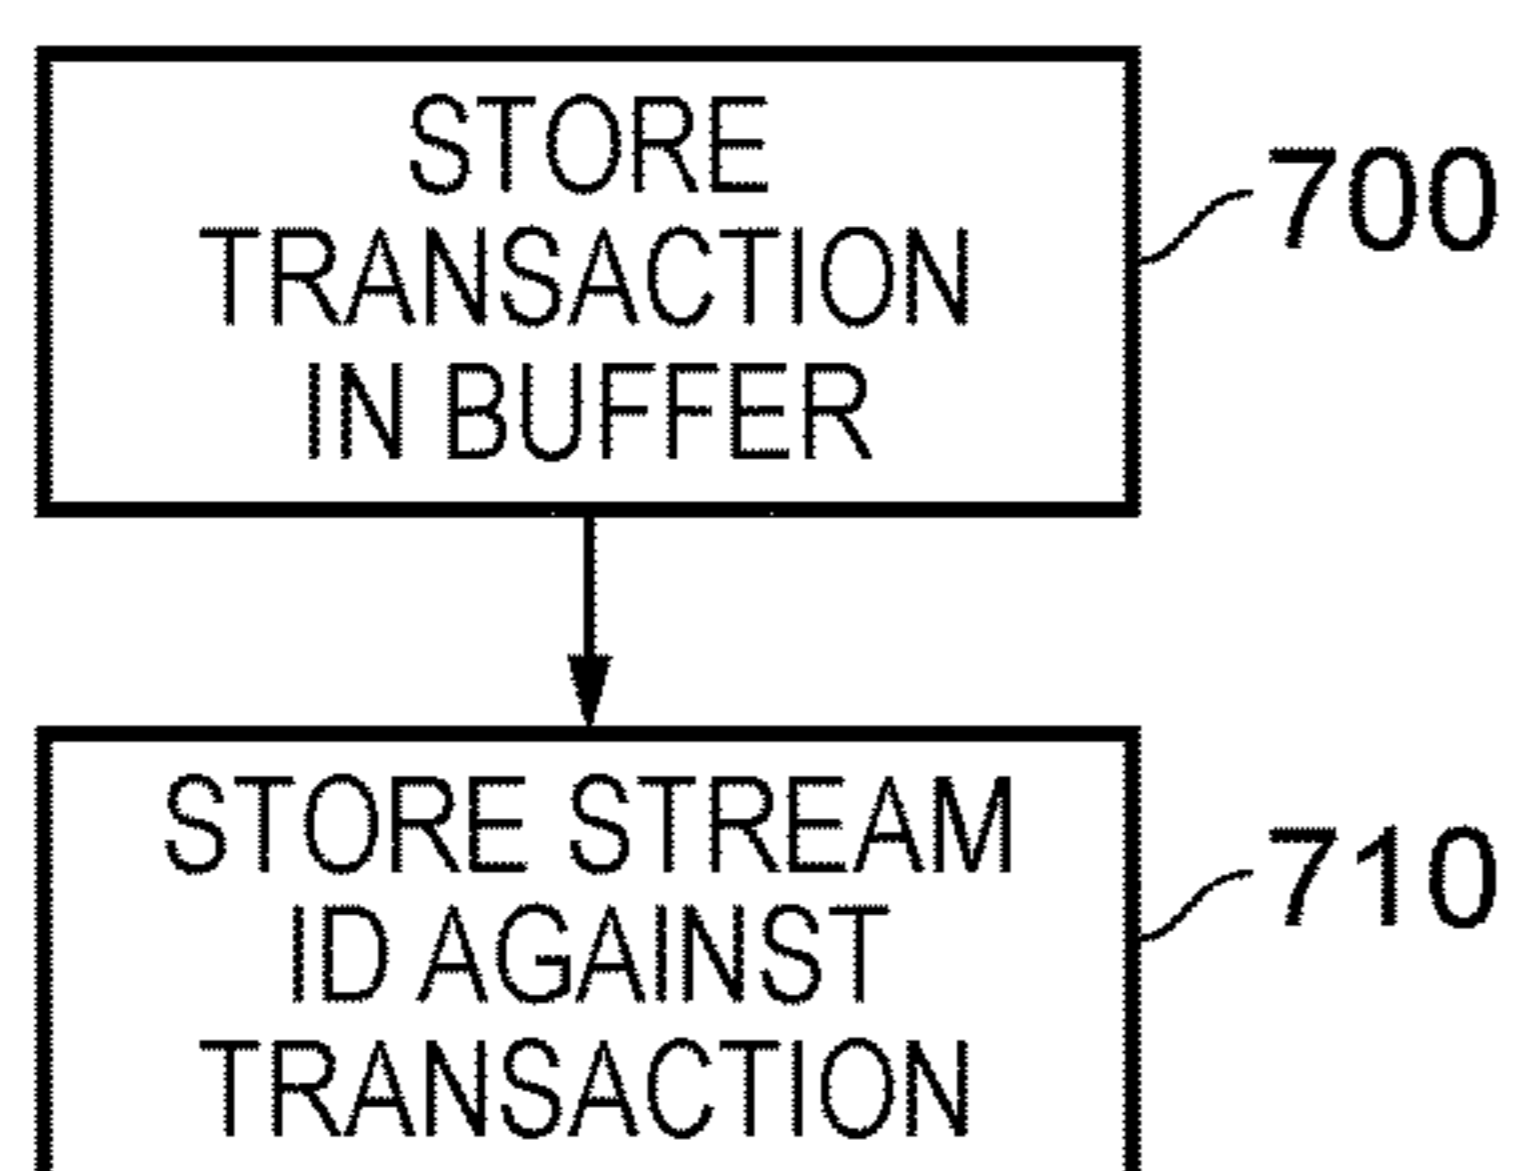 STORE
TRANSACTION
IN BUFFER
700
STORE STREAM
ID AGAINST
TRANSACTION
710